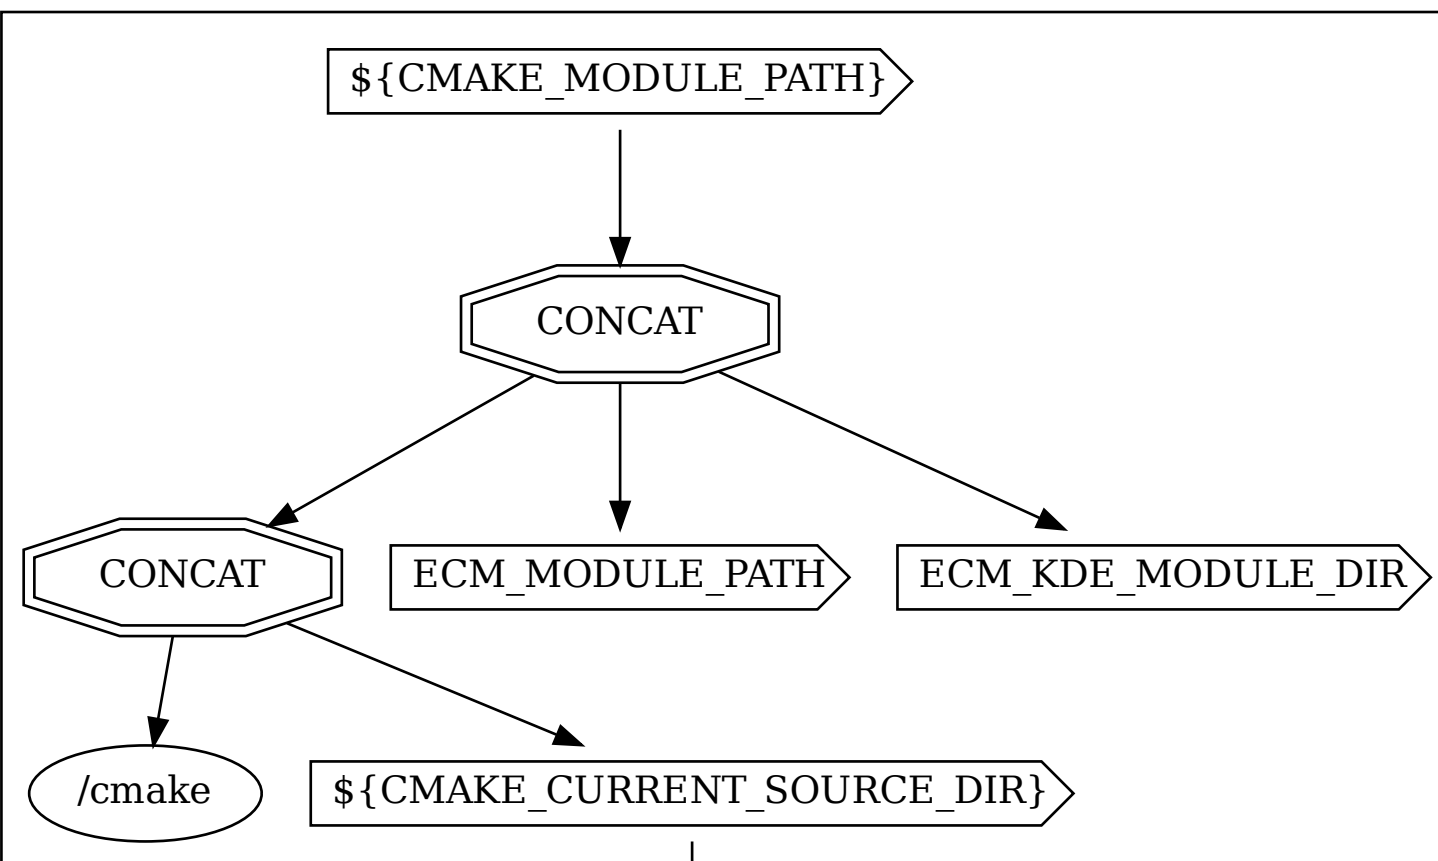 ${CMAKE_MODULE_PATH}
CONCAT
CONCAT
ECM_MODULE_PATH
ECM_KDE_MODULE_DIR
/cmake
${CMAKE_CURRENT_SOURCE_DIR}